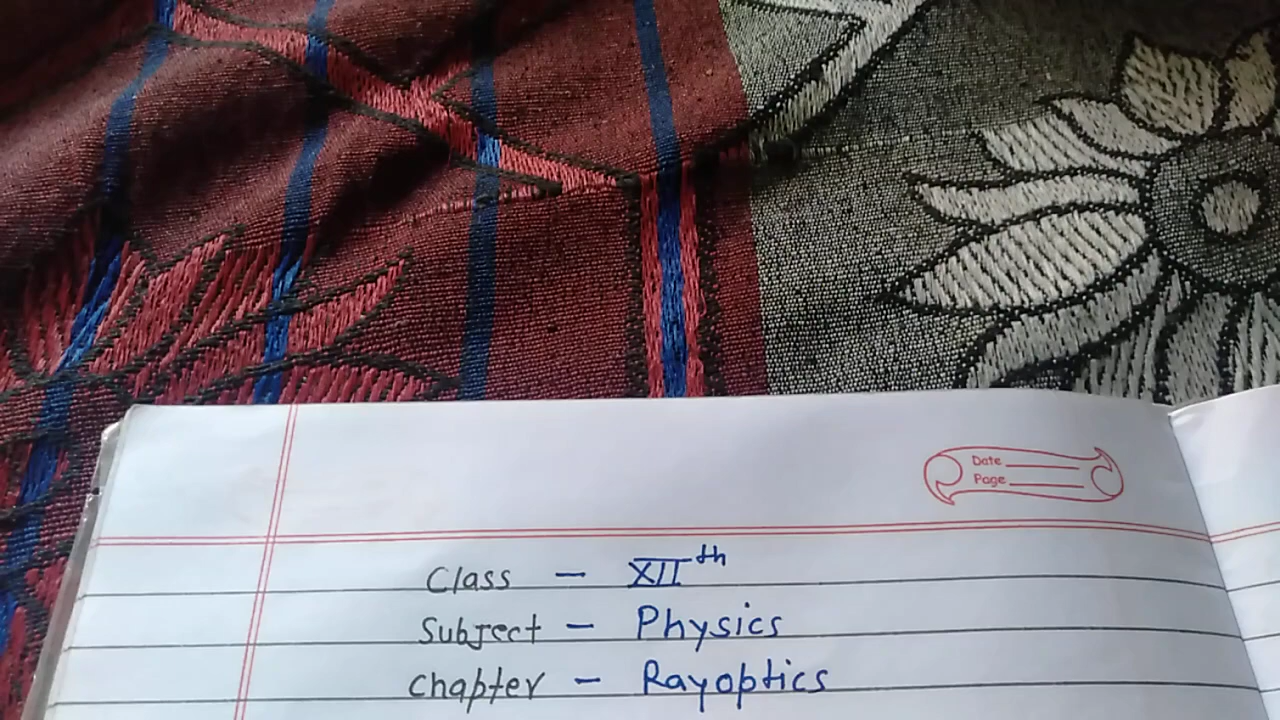 Date
Page
Class - XIIth
Subject - Physics
Chapter - Rayoptics